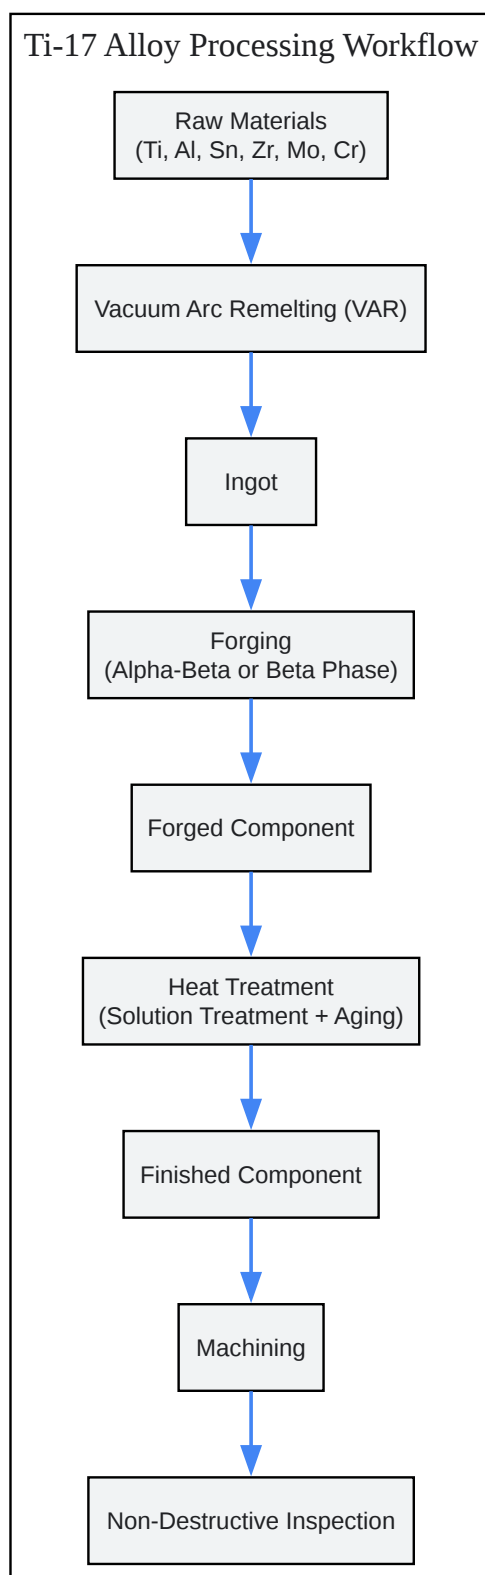 Ti-17 Alloy Processing Workflow
Raw Materials
(Ti, Al, Sn, Zr, Mo, Cr)
Vacuum Arc Remelting (VAR)
Ingot
Forging
(Alpha-Beta or Beta Phase)
Forged Component
Heat Treatment
(Solution Treatment + Aging)
Finished Component
Machining
Non-Destructive Inspection